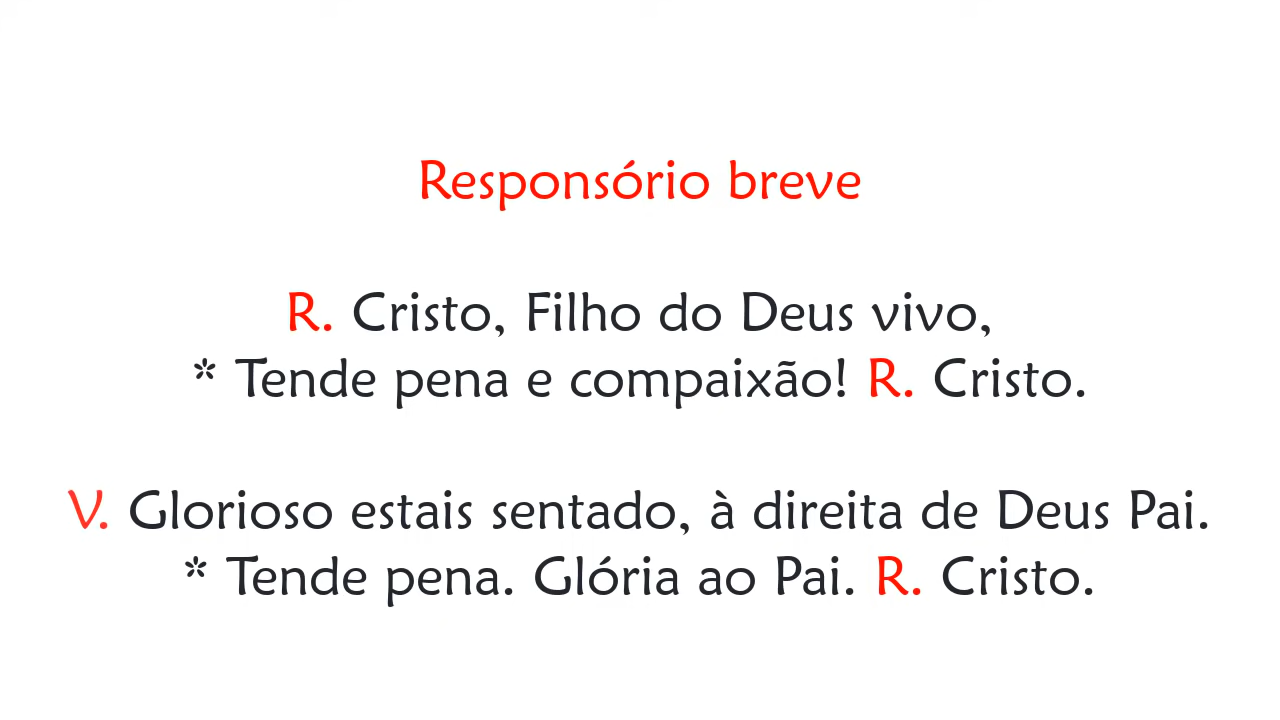 Responsório breve
R. Cristo, Filho do Deus vivo,
* Tende pena e compaixão! R. Cristo.
V. Glorioso estais sentado, à direita de Deus Pai.
* Tende pena. Glória ao Pai. R. Cristo.